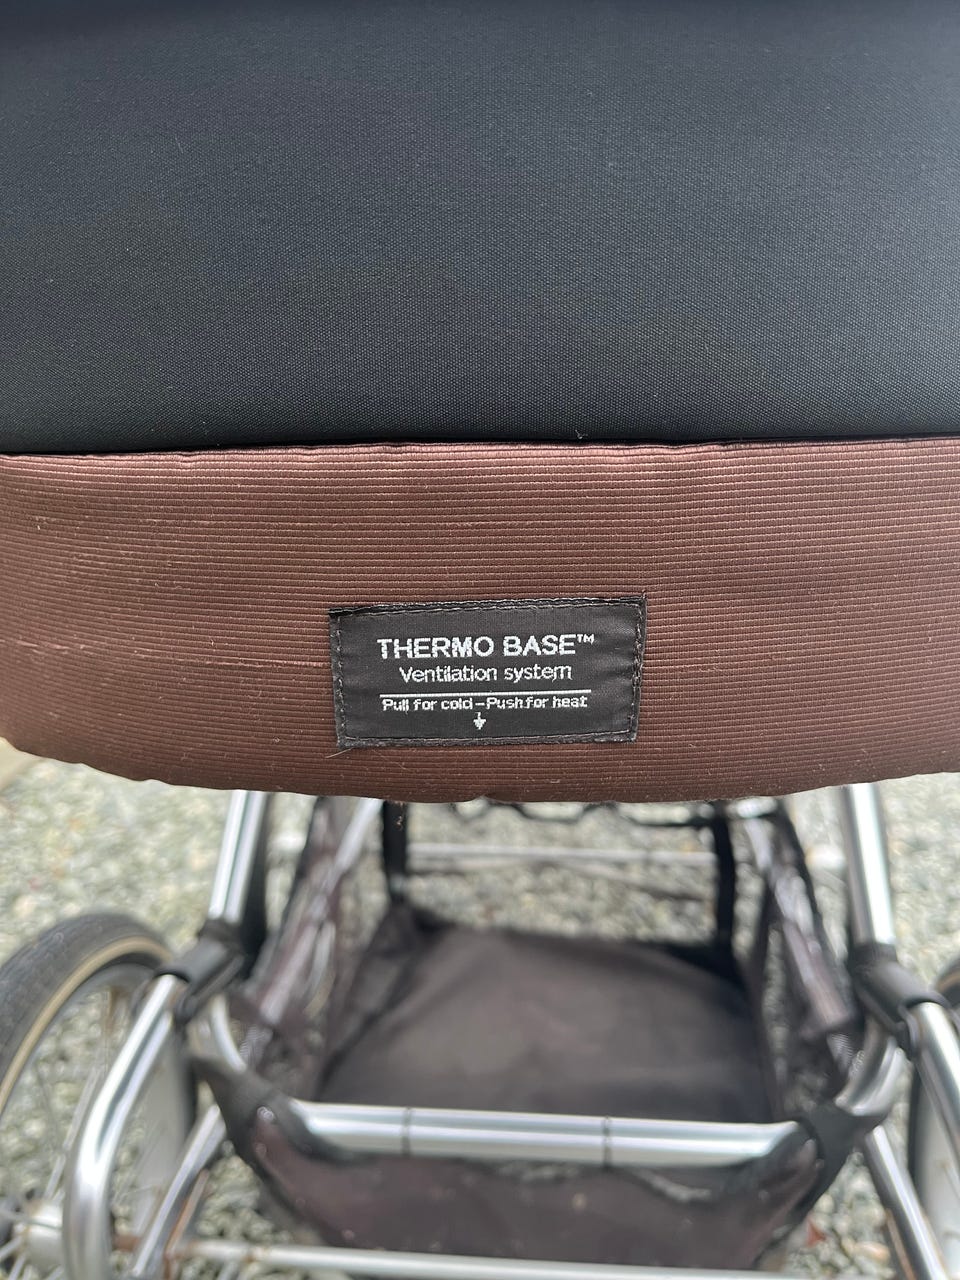 THERMO BASE™
Ventilation system
Pull for cold - Push for heat